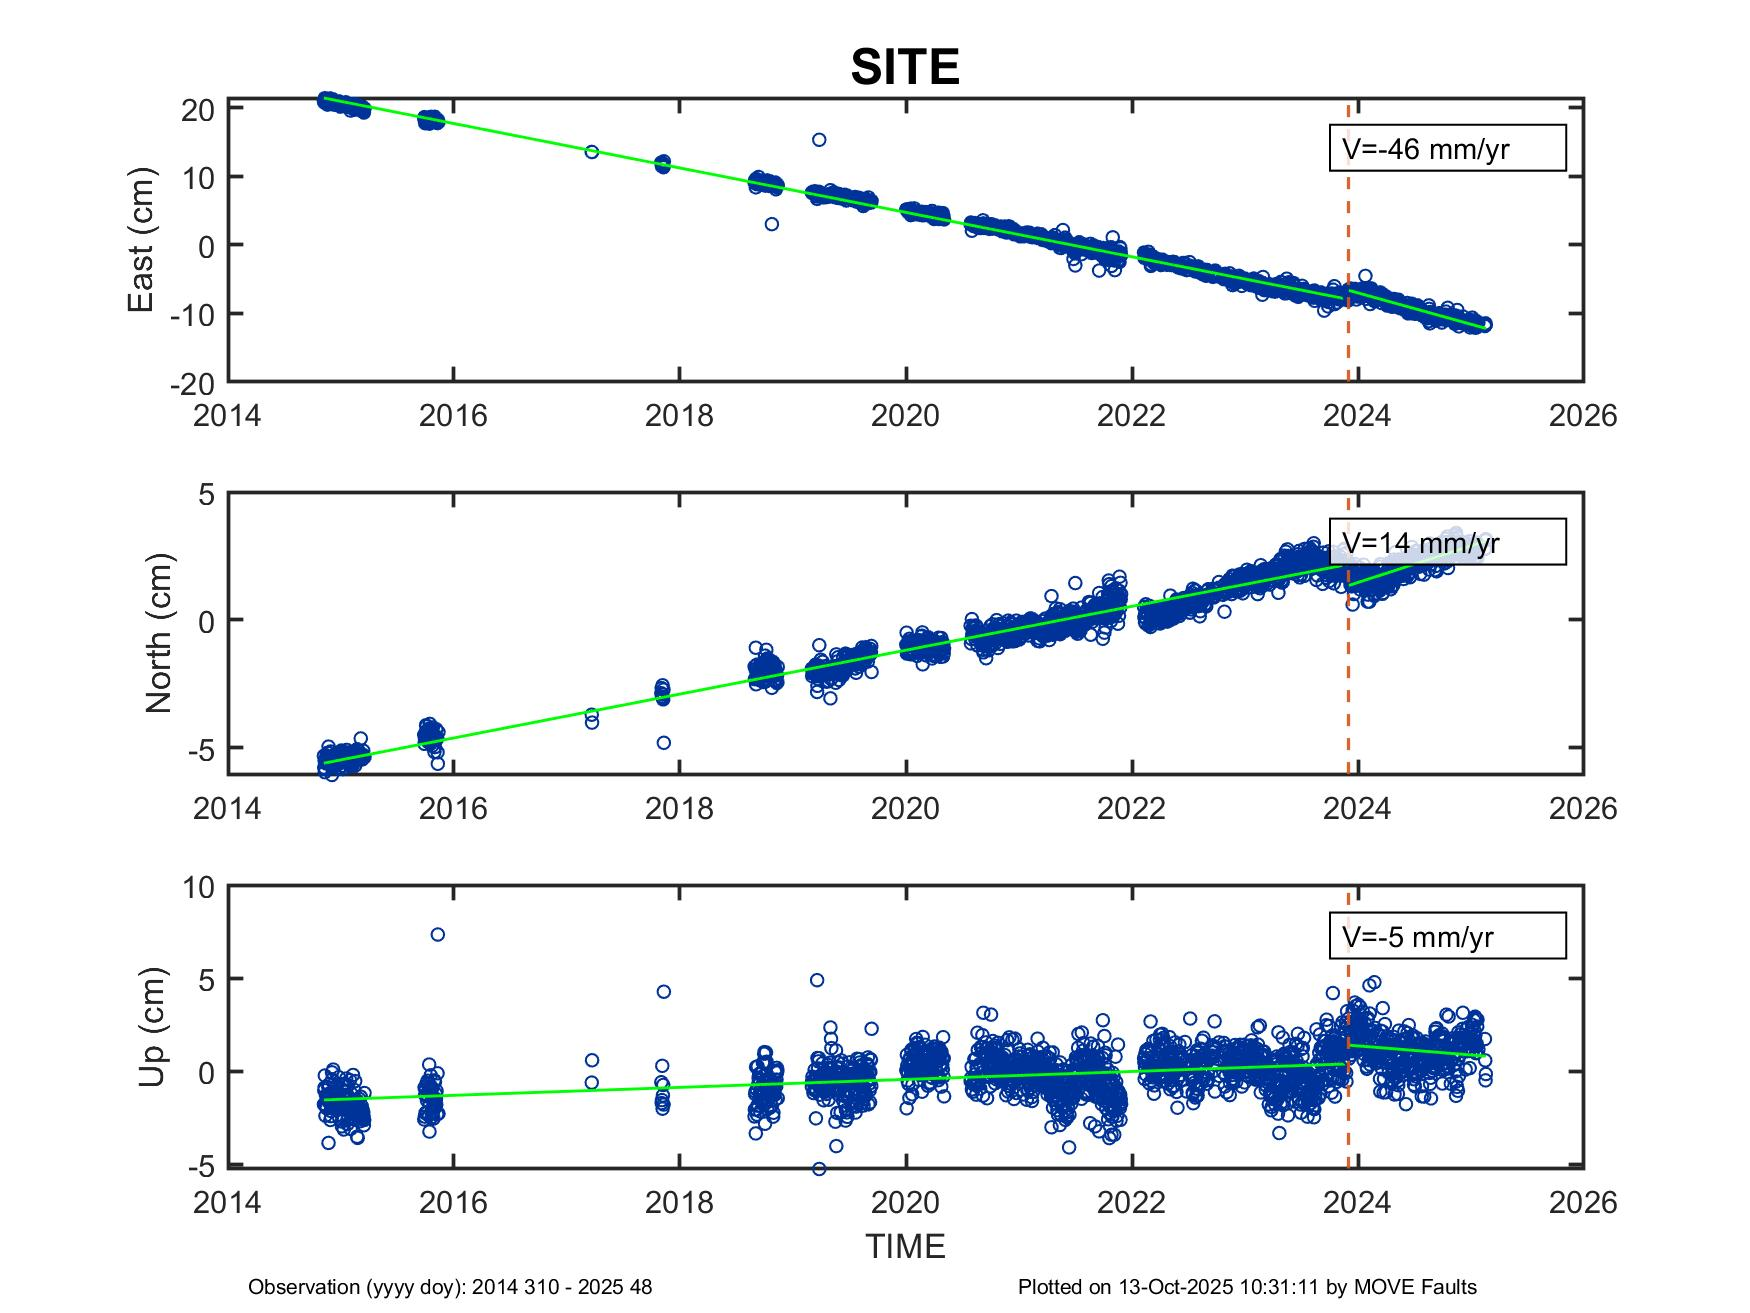 SITE
20
10
0
-10
-20
East (cm)
V=-46 mm/yr
2014 2016 2018 2020 2022 2024 2026
5
0
-5
North (cm)
V=14 mm/yr
2014 2016 2018 2020 2022 2024 2026
10
5
0
-5
Up (cm)
V=-5 mm/yr
2014 2016 2018 2020 2022 2024 2026
TIME
Observation (yyyy doy): 2014 310 - 2025 48
Plotted on 13-Oct-2025 10:31:11 by MOVE Faults